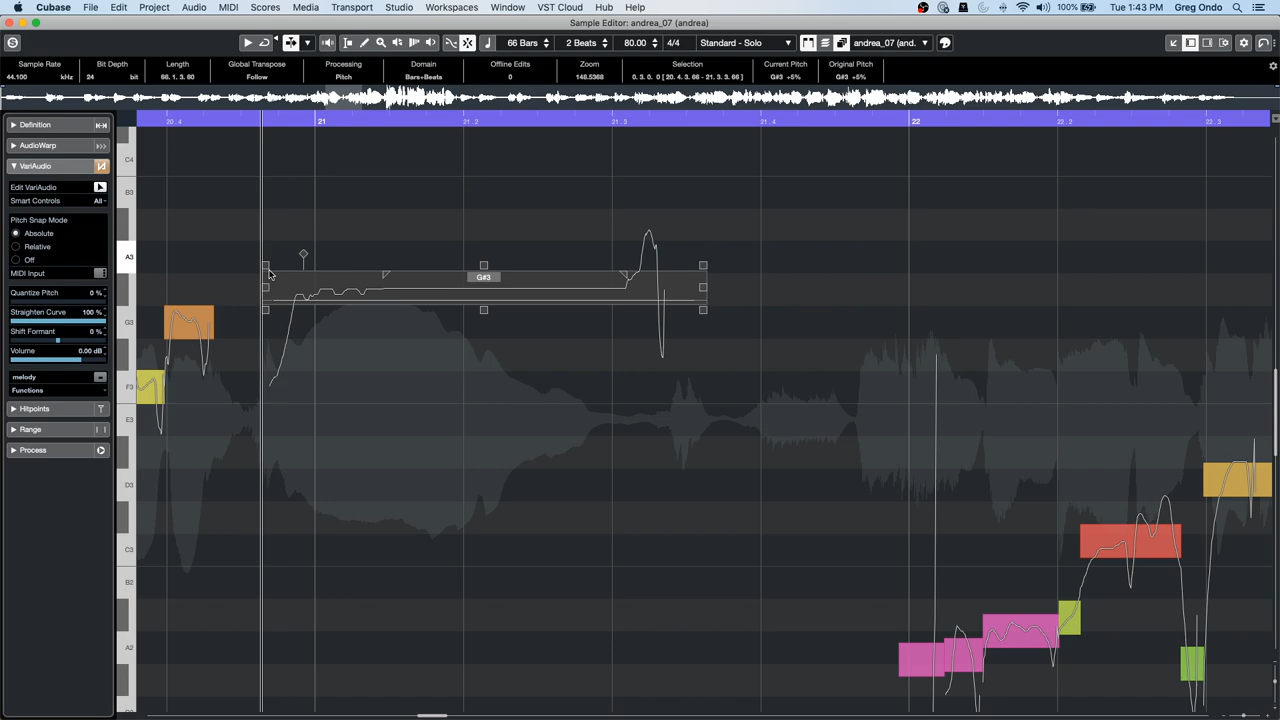 Cubase File Edit Project Audio MIDI Scores Media Transport Studio Workspaces Window VST Cloud Hub Help 100% Tue 1:43 PM Greg Ondo
Sample Editor: andrea_07 (andrea)
66 Bars 2 Beats 80.00 4/4 Standard - Solo andrea_07 (and.
Sample Rate Bit Depth Length Global Transpose Processing Domain Offline Edits Zoom Selection Current Pitch Original Pitch
44.100 kHz 24 bit 66. 1. 3. 60 Follow Pitch Bars+Beats 0 148.5368 0. 3. 0. 0 [ 20. 4. 3. 66 - 21. 3. 3. 66 ] G#3 +5% G#3 +5%
20. 4 21 21. 2 21. 3 21. 4 22 22. 2 22. 3
Definition
AudioWarp
VariAudio
Edit VariAudio
Smart Controls All
Pitch Snap Mode
Absolute
Relative
Off
MIDI Input
Quantize Pitch 0 %
Straighten Curve 100 %
Shift Formant 0 %
Volume 0.00 dB
melody
Functions
Hitpoints
Range
Process
C4
B3
A3
G3
F3
E3
D3
C3
B2
A2
G#3